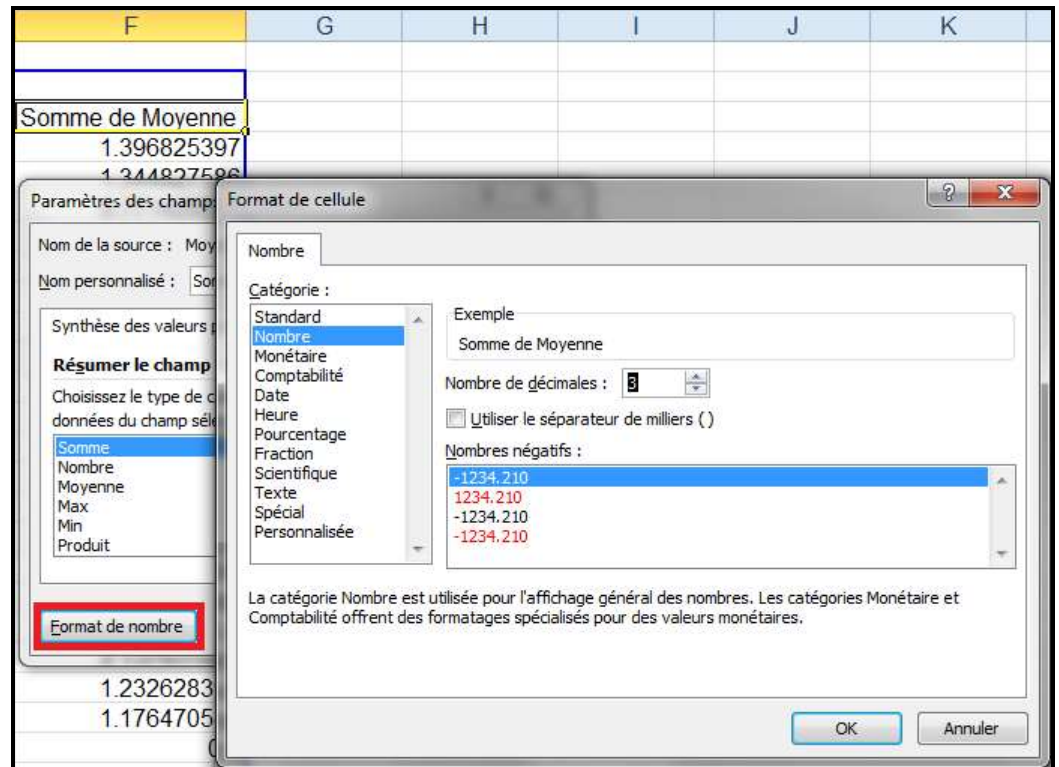 F G H I J K
Somme de Moyenne
1.396825397
1.344827586
Paramètres des champ
Nom de la source : Moy
Nom personnalisé : Som
Synthèse des valeurs p
Résumer le champ
Choisissez le type de c
données du champ séle
Somme
Nombre
Moyenne
Max
Min
Produit
Format de nombre
Format de cellule
Nombre
Catégorie :
Standard
Nombre
Monétaire
Comptabilité
Date
Heure
Pourcentage
Fraction
Scientifique
Texte
Spécial
Personnalisée
Exemple
Somme de Moyenne
Nombre de décimales : 3
Utiliser le séparateur de milliers ( )
Nombres négatifs :
-1234.210
1234.210
-1234.210
-1234.210
La catégorie Nombre est utilisée pour l'affichage général des nombres. Les catégories Monétaire et
Comptabilité offrent des formatages spécialisés pour des valeurs monétaires.
OK Annuler
1.2326283
1.1764705